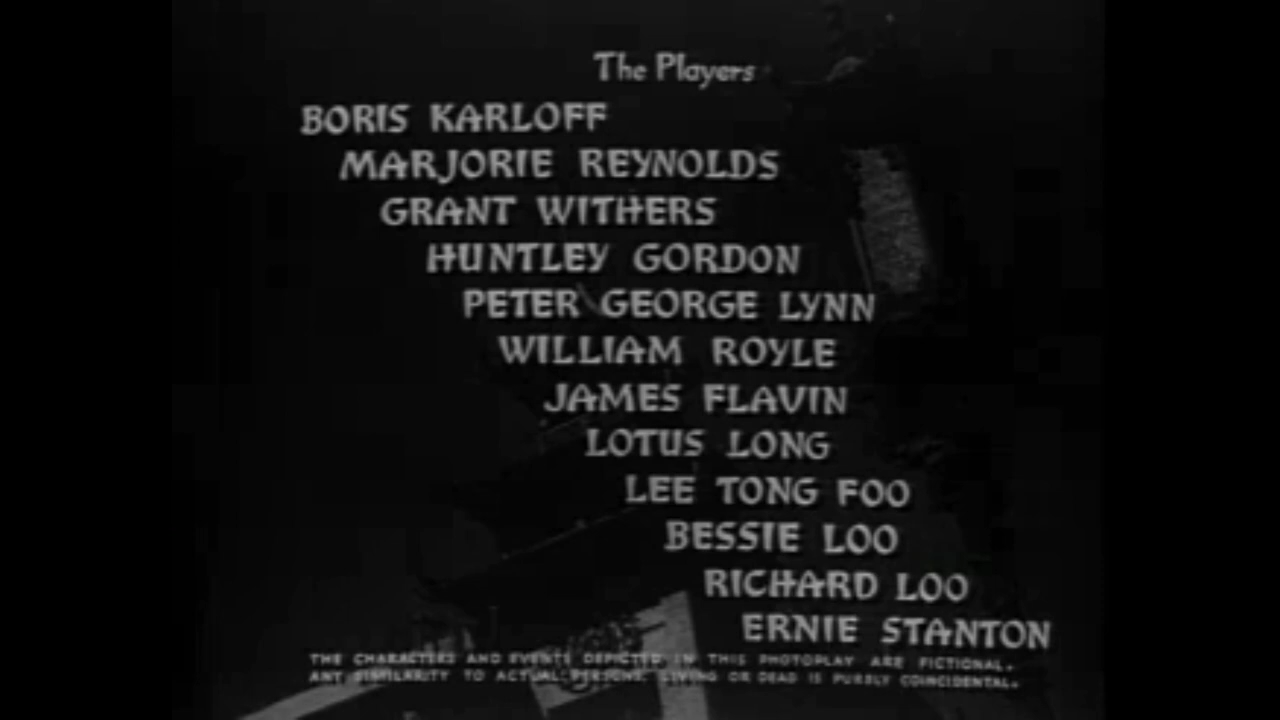 The Players
BORIS KARLOFF
MARJORIE REYNOLDS
GRANT WITHERS
HUNTLEY GORDON
PETER GEORGE LYNN
WILLIAM ROYLE
JAMES FLAVIN
LOTUS LONG
LEE TONG FOO
BESSIE LOO
RICHARD LOO
ERNIE STANTON
THE CHARACTERS AND EVENTS DEPICTED IN THIS PHOTOPLAY ARE FICTIONAL.
ANY SIMILARITY TO ACTUAL PERSONS, LIVING OR DEAD IS PURELY COINCIDENTAL.